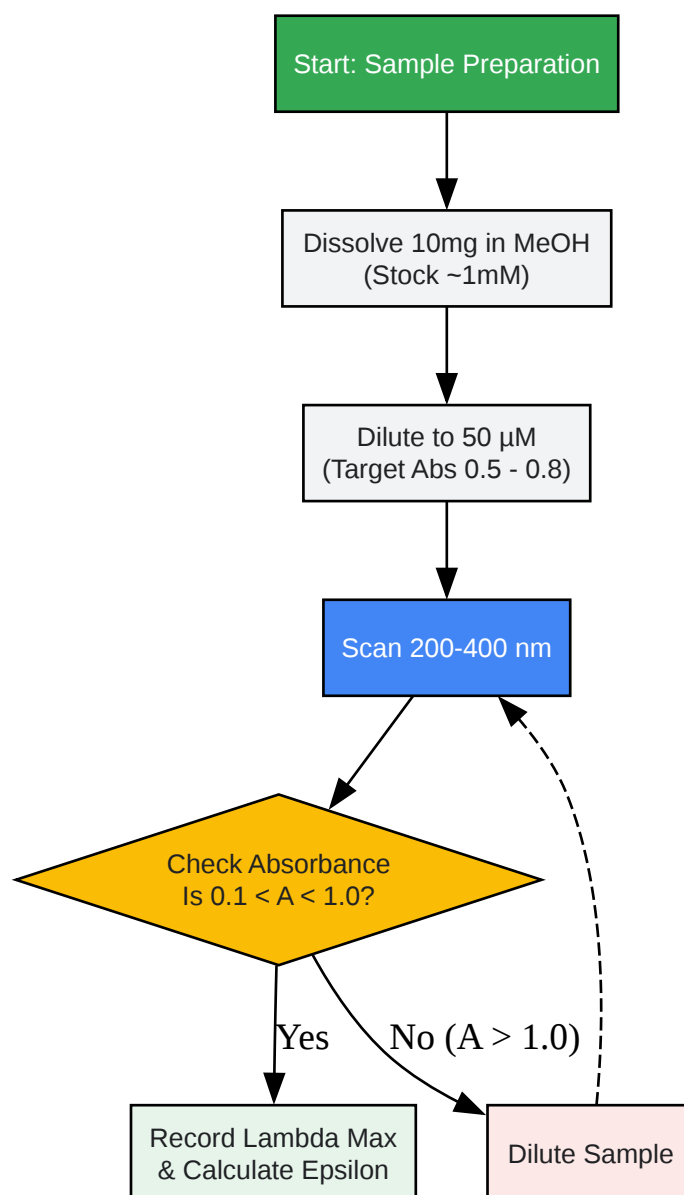 Start: Sample Preparation
Dissolve 10mg in MeOH
(Stock ~1mM)
Dilute to 50 µM
(Target Abs 0.5 - 0.8)
Scan 200-400 nm
Check Absorbance
Is 0.1 < A < 1.0?
Yes
No (A > 1.0)
Record Lambda Max
& Calculate Epsilon
Dilute Sample